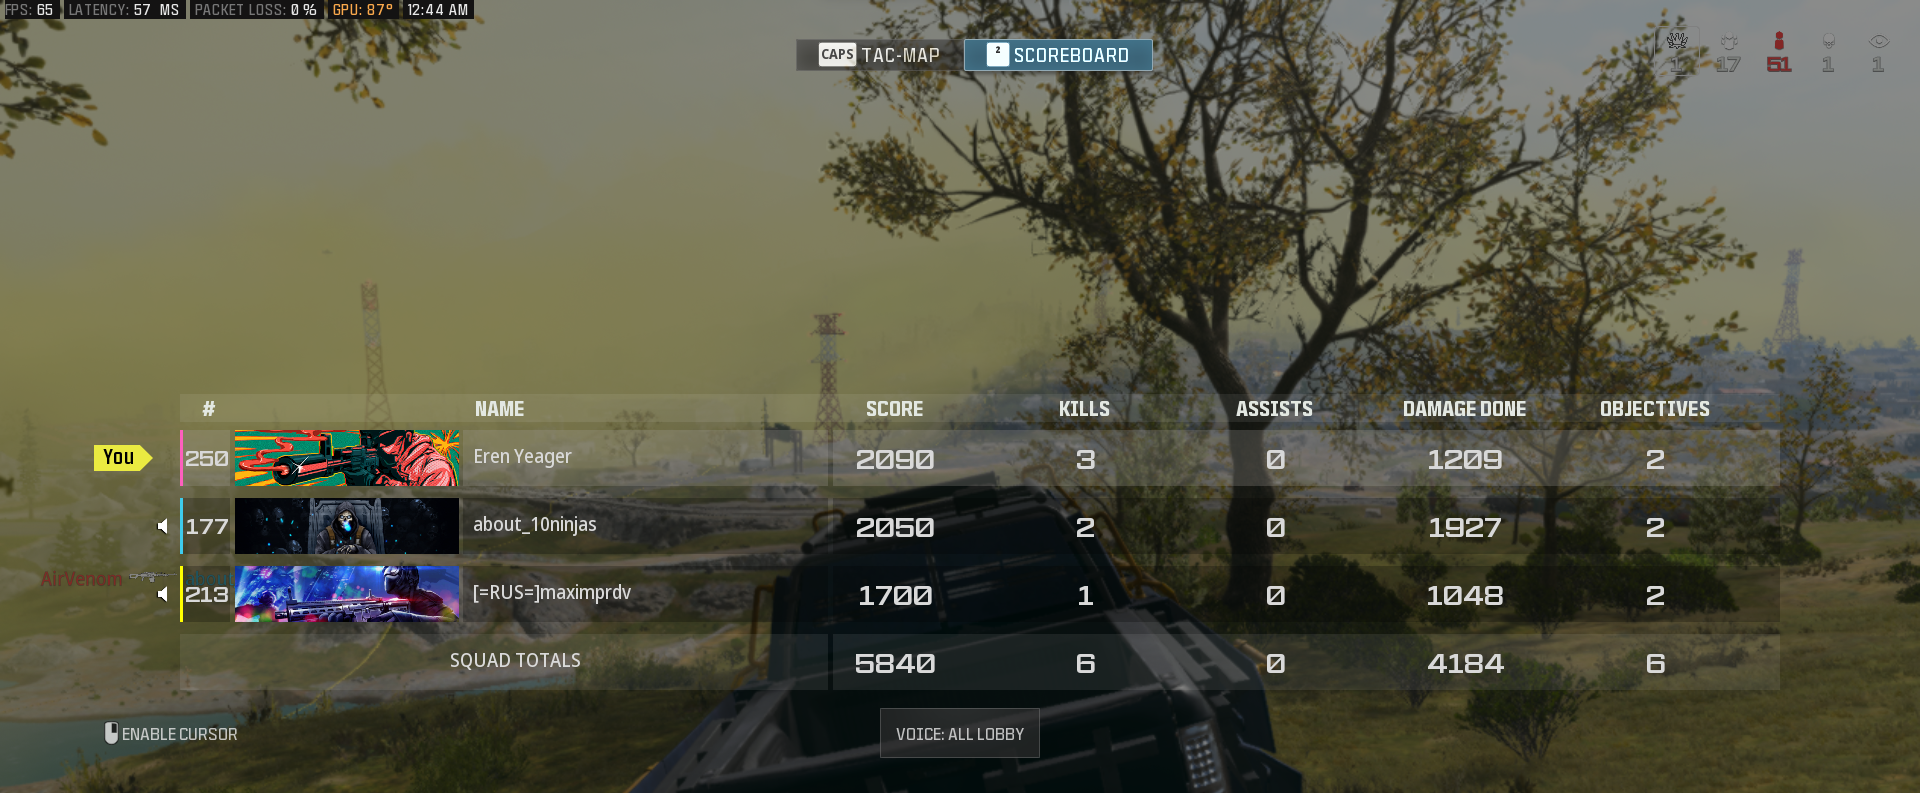 FPS: 65 LATENCY: 57 MS PACKET LOSS: 0 % GPU: 87° 12:44 AM
CAPS TAC-MAP 2 SCOREBOARD
1 17 51 1 1
# NAME SCORE KILLS ASSISTS DAMAGE DONE OBJECTIVES
You 250 Eren Yeager 2090 3 0 1209 2
177 about_10ninjas 2050 2 0 1927 2
AirVenom
213 [=RUS=]maximprdv 1700 1 0 1048 2
SQUAD TOTALS 5840 6 0 4184 6
ENABLE CURSOR VOICE: ALL LOBBY